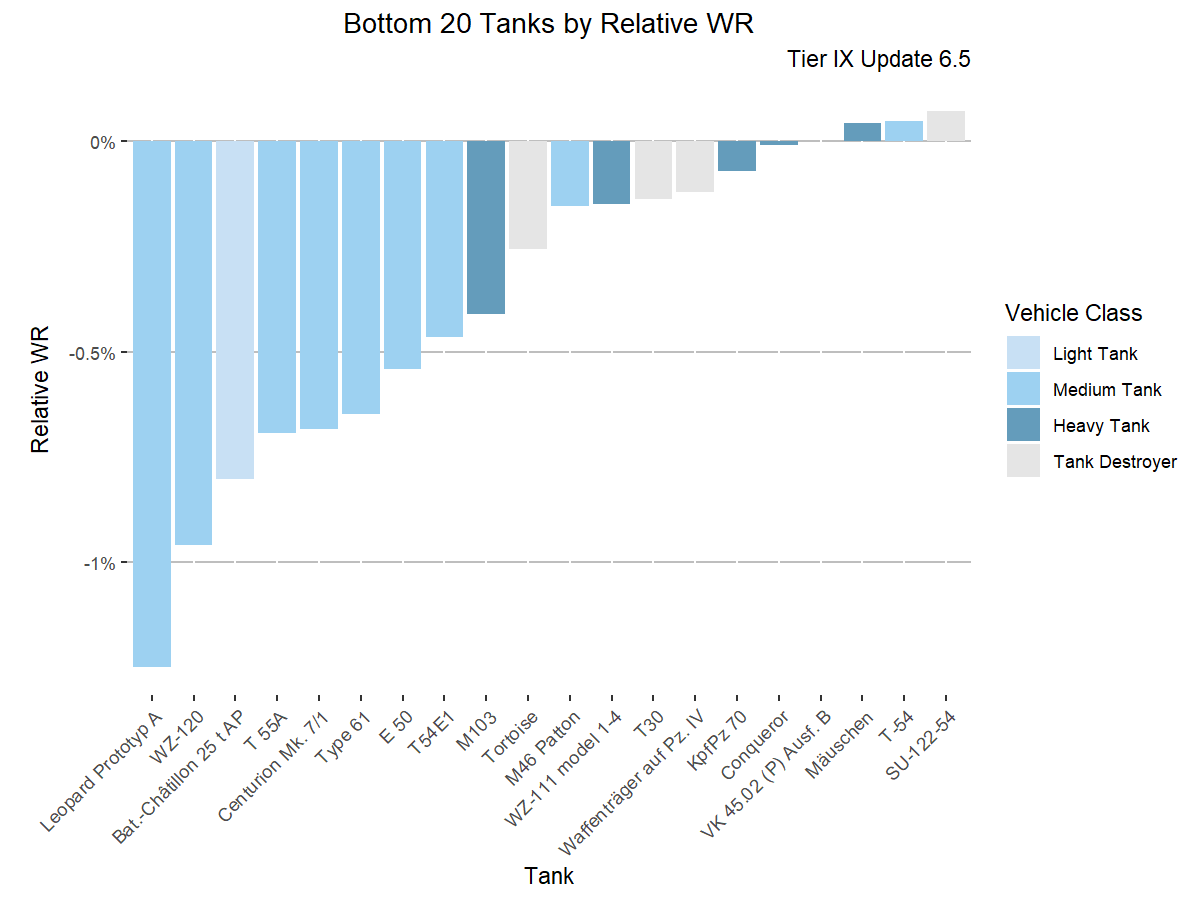 Bottom 20 Tanks by Relative WR
Tier IX Update 6.5
0%
-0.5%
-1%
Relative WR
Leopard Prototyp A
WZ-120
Bat.-Châtillon 25 t AP
T 55A
Centurion Mk. 7/1
Type 61
E 50
T54E1
M103
Tortoise
M46 Patton
WZ-111 model 1-4
T30
Waffenträger auf Pz. IV
KpfPz 70
Conqueror
VK 45.02 (P) Ausf. B
Mäuschen
T-54
SU-122-54
Tank
Vehicle Class
Light Tank
Medium Tank
Heavy Tank
Tank Destroyer